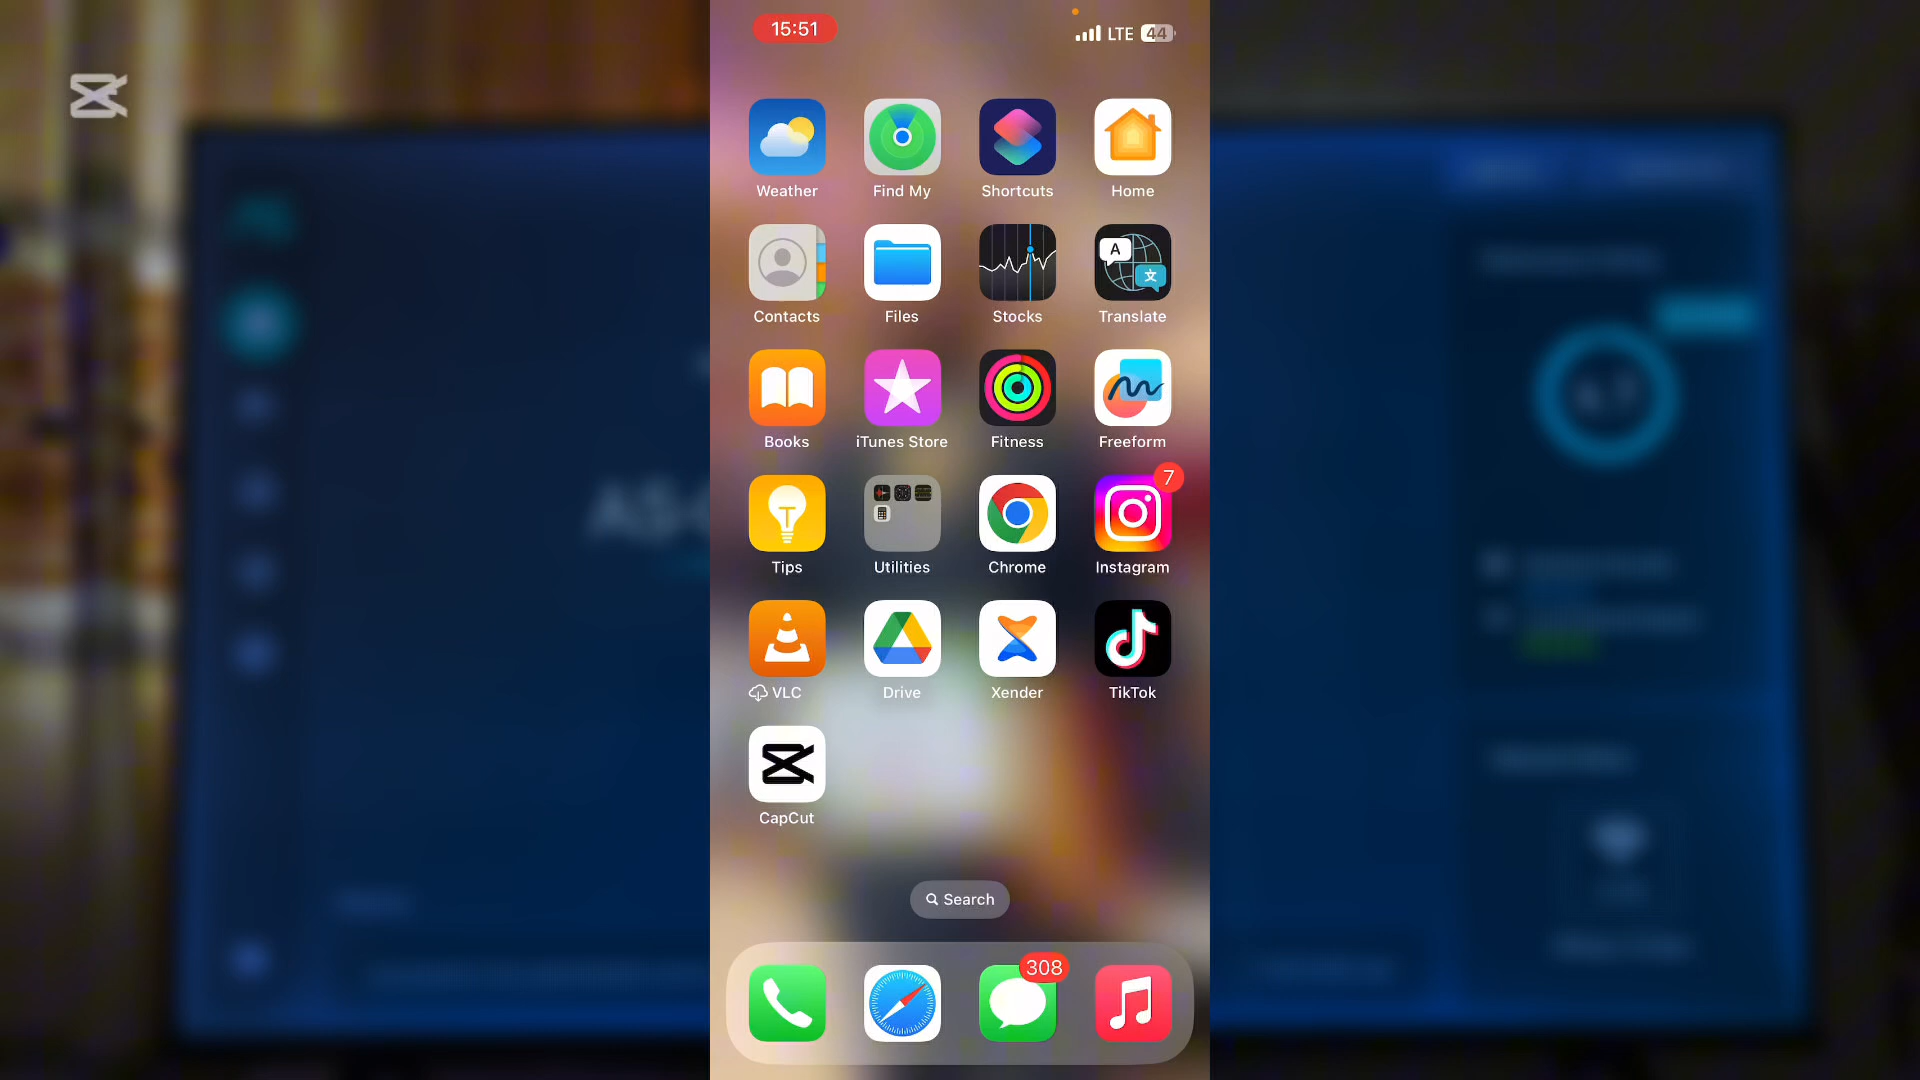 15:51
LTE 44
Weather
Find My
Shortcuts
Home
A
文
Contacts
Files
Stocks
Translate
Books
iTunes Store
Fitness
Freeform
7
Tips
Utilities
Chrome
Instagram
VLC
Drive
Xender
TikTok
CapCut
Search
308